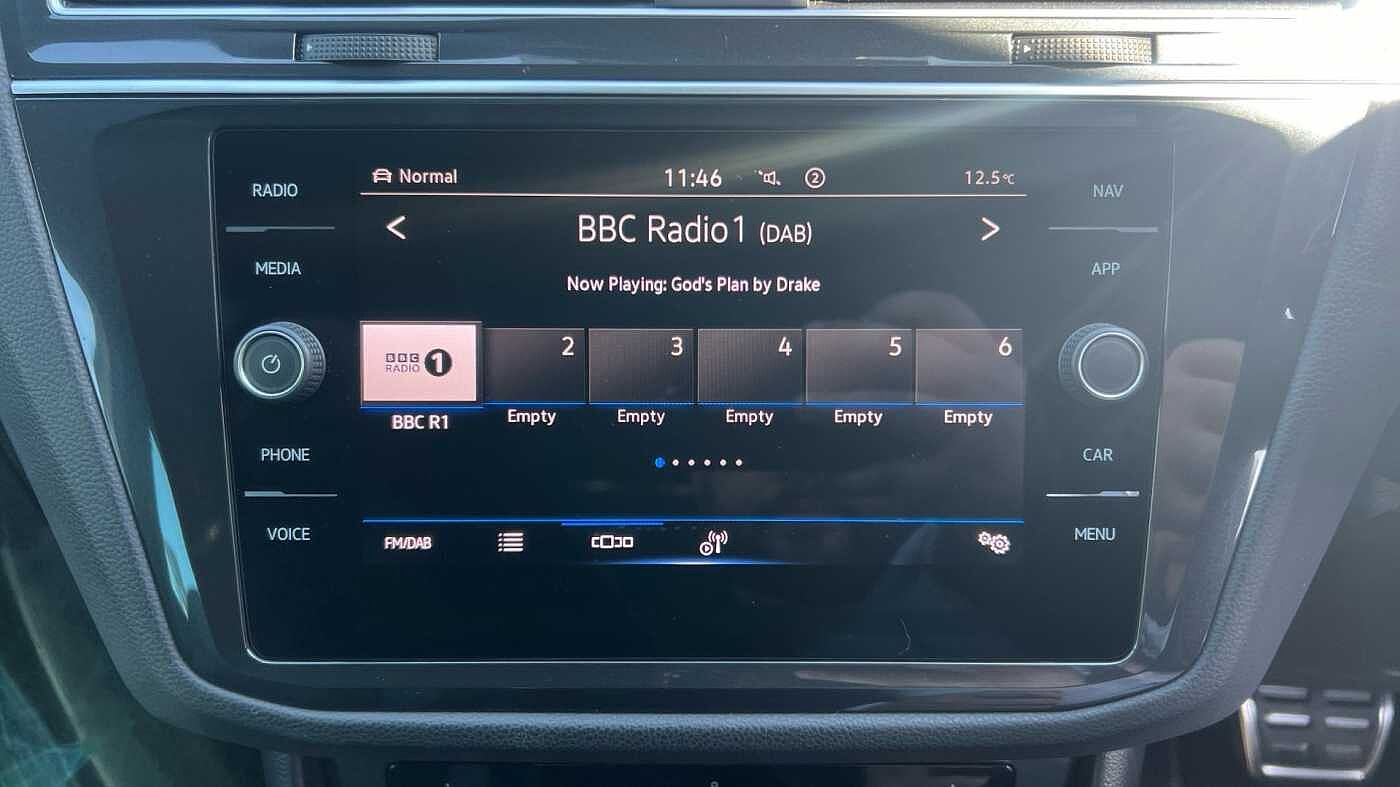 RADIO
MEDIA
PHONE
VOICE
Normal
11:46
2
12.5°C
< BBC Radio1 (DAB) >
Now Playing: God's Plan by Drake
BBC RADIO 1
2
3
4
5
6
BBC R1
Empty
Empty
Empty
Empty
Empty
FM/DAB
NAV
APP
CAR
MENU